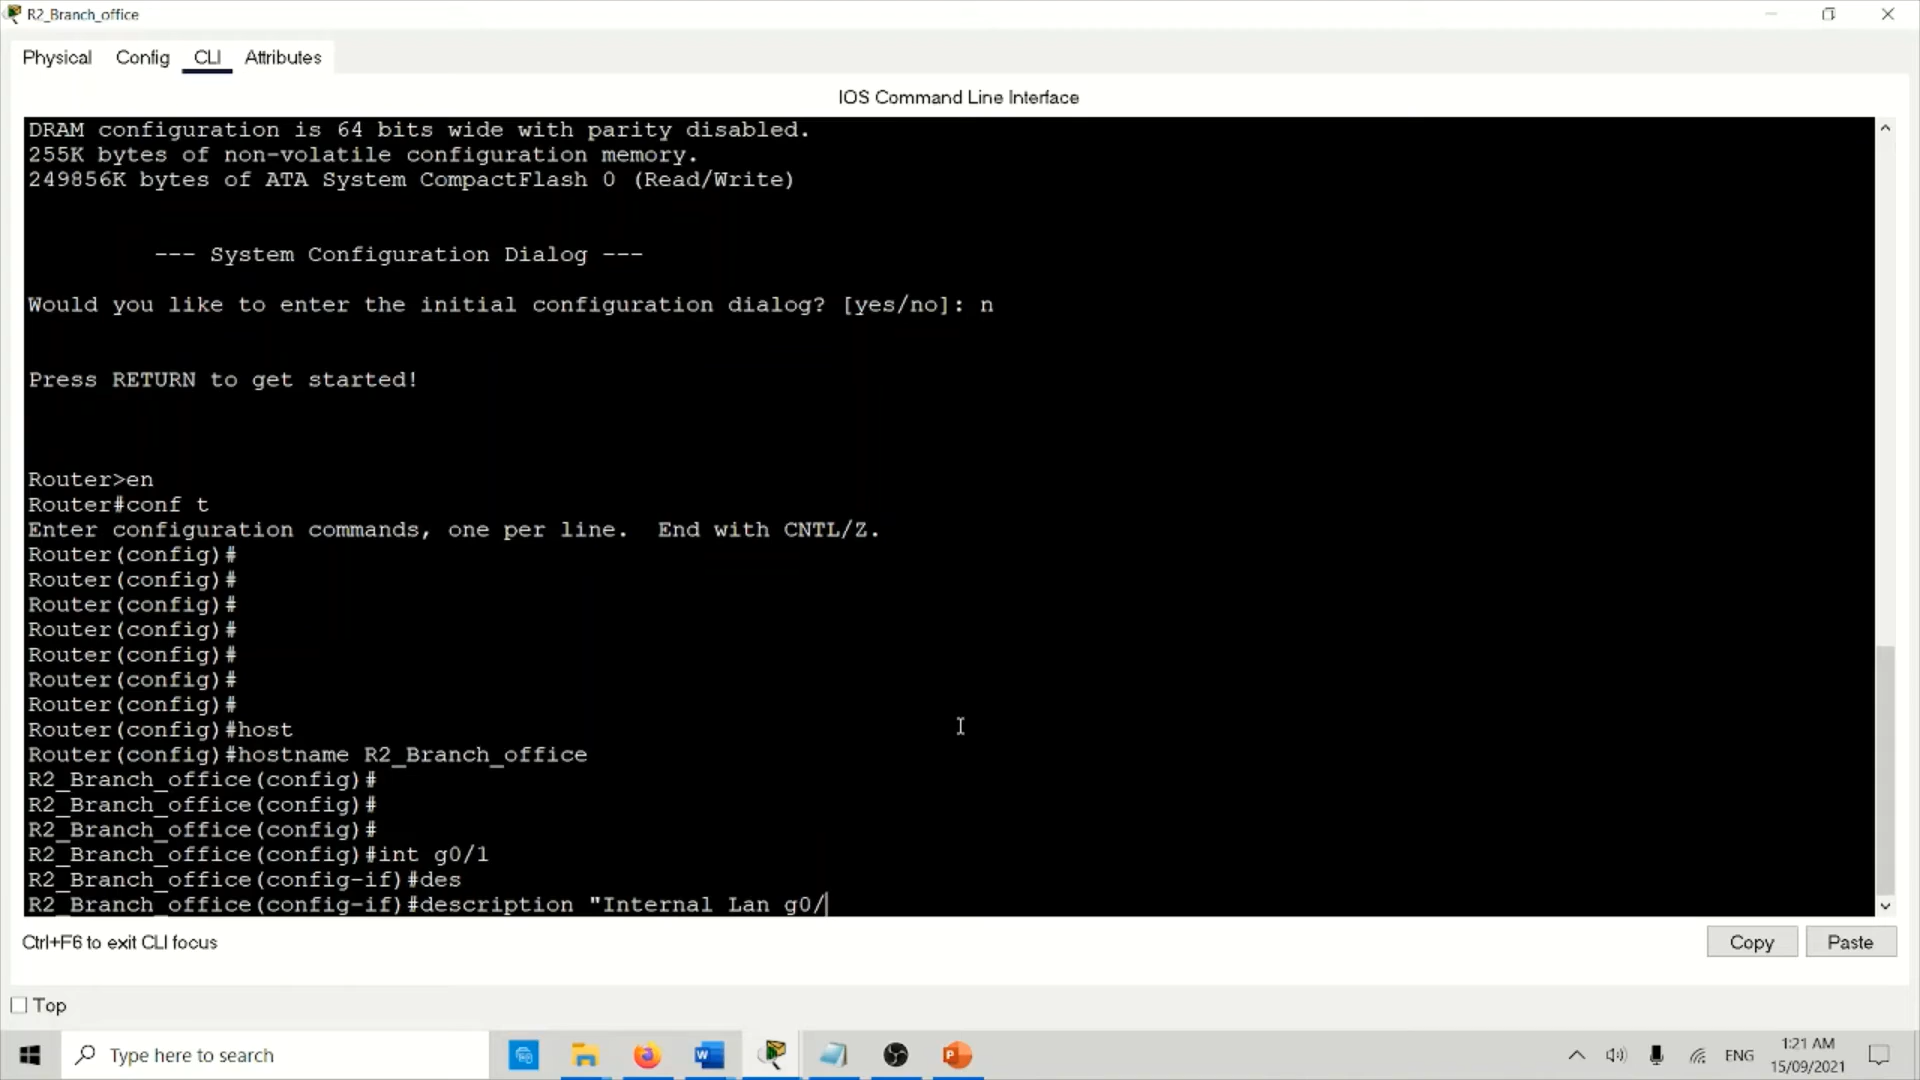 R2_Branch_office
Physical Config CLI Attributes
IOS Command Line Interface
DRAM configuration is 64 bits wide with parity disabled.
255K bytes of non-volatile configuration memory.
249856K bytes of ATA System CompactFlash 0 (Read/Write)
--- System Configuration Dialog ---
Would you like to enter the initial configuration dialog? [yes/no]: n
Press RETURN to get started!
Router>en
Router#conf t
Enter configuration commands, one per line.  End with CNTL/Z.
Router(config)#
Router(config)#
Router(config)#
Router(config)#
Router(config)#
Router(config)#
Router(config)#
Router(config)#host
Router(config)#hostname R2_Branch_office
R2_Branch_office(config)#
R2_Branch_office(config)#
R2_Branch_office(config)#
R2_Branch_office(config)#int g0/1
R2_Branch_office(config-if)#des
R2_Branch_office(config-if)#description "Internal Lan g0/
Ctrl+F6 to exit CLI focus
Copy Paste
Top
Type here to search
ENG
1:21 AM
15/09/2021